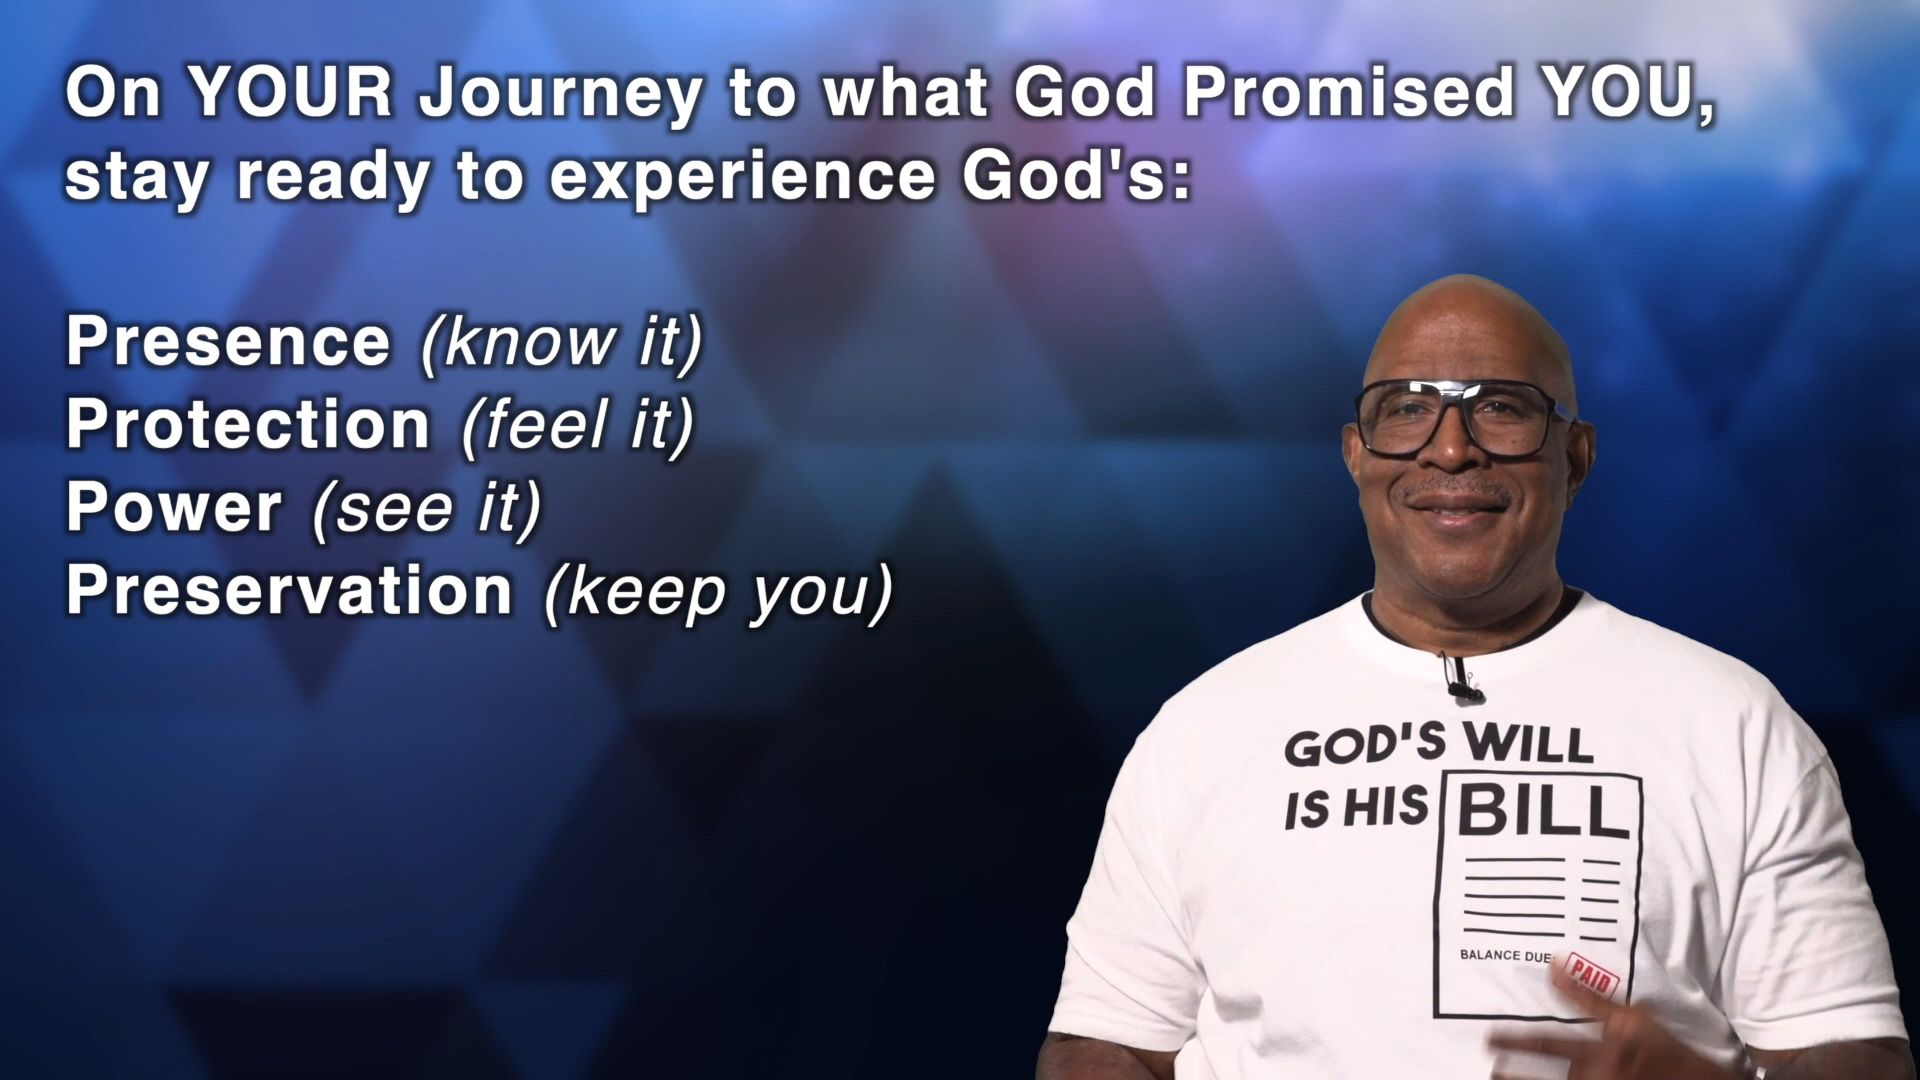 On YOUR Journey to what God Promised YOU,
stay ready to experience God's:
Presence (know it)
Protection (feel it)
Power (see it)
Preservation (keep you)
GOD'S WILL
IS HIS BILL
BALANCE DUE:
PAID